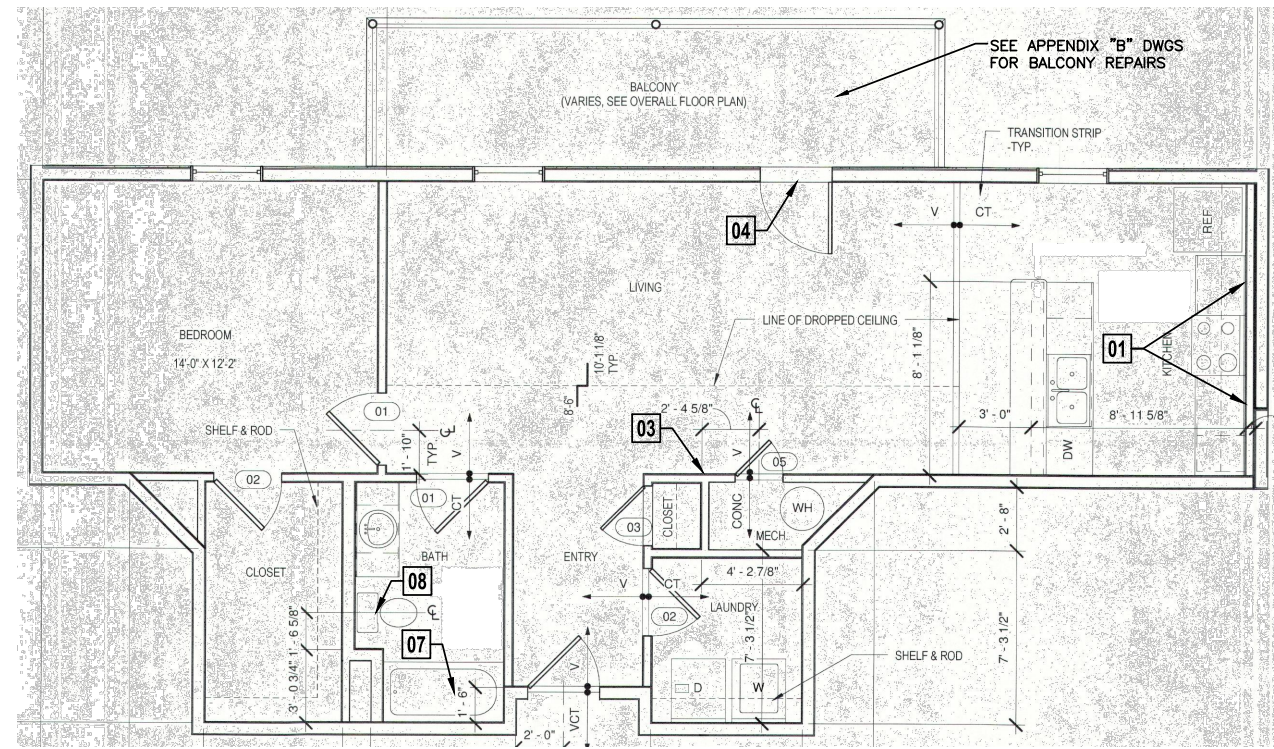 SEE APPENDIX "B" DWGS
FOR BALCONY REPAIRS
BALCONY
(VARIES, SEE OVERALL FLOOR PLAN)
TRANSITION STRIP
-TYP.
04
V
CT
REF
LIVING
LINE OF DROPPED CEILING
BEDROOM
14'-0" X 12'-2"
10'-1 1/8"
TYP
8'-6"
8' - 1 1/8"
01
KITCHEN
SHELF & ROD
01
1' - 10"
TYP.
℄
V
03
2' - 4 5/8"
℄
V
3' - 0"
8' - 11 5/8"
DW
02
01
CT
05
CLOSET
BATH
ENTRY
03
CLOSET
CONC
WH
MECH.
2' - 8"
08
℄
V
CT
4' - 2 7/8"
02
LAUNDRY
7' - 3 1/2"
7' - 3 1/2"
1' 6 5/8"
3' - 0 3/4"
07
1' - 6"
V
D
W
SHELF & ROD
2' - 0"
VCT